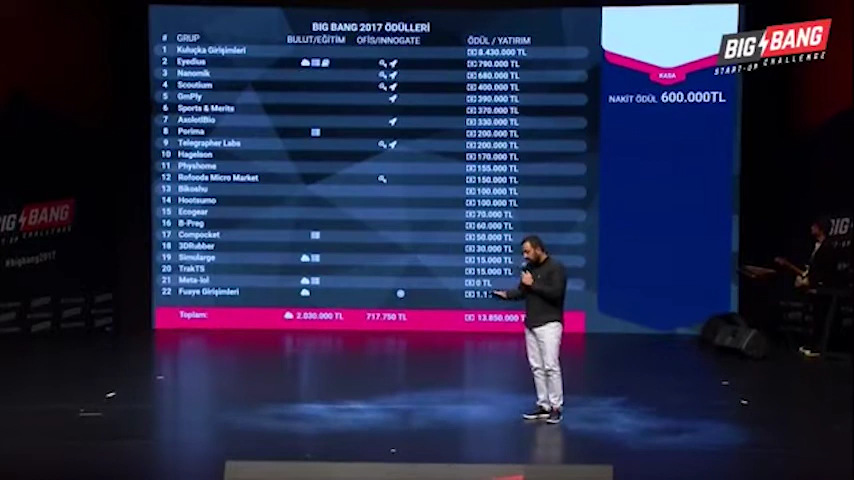 BIG BANG 2017 ÖDÜLLERİ
# GRUP BULUT/EĞİTİM OFİS/INNOGATE ÖDÜL / YATIRIM
1 Kuluçka Girişimleri 8.430.000 TL
2 Eyedius 790.000 TL
3 Nanomik 680.000 TL
4 Scoutium 400.000 TL
5 GmPly 390.000 TL
6 Sports & Merits 370.000 TL
7 AxolotlBio 330.000 TL
8 Porima 200.000 TL
9 Telegrapher Labs 200.000 TL
10 Hagelson 170.000 TL
11 Physhome 155.000 TL
12 Rofoods Micro Market 150.000 TL
13 Bikoshu 100.000 TL
14 Hootsumo 100.000 TL
15 Ecogear 70.000 TL
16 B-Preg 60.000 TL
17 Compocket 50.000 TL
18 3DRubber 30.000 TL
19 Simularge 15.000 TL
20 TrakTS 15.000 TL
21 Meta-lol 0 TL
22 Fuaye Girişimleri
Toplam: 2.030.000 TL 717.750 TL 13.850.000 TL
KASA
NAKİT ÖDÜL 600.000TL
BIG BANG
START-UP CHALLENGE
BANG
CHALLENGE
#bigbang2017
BIG